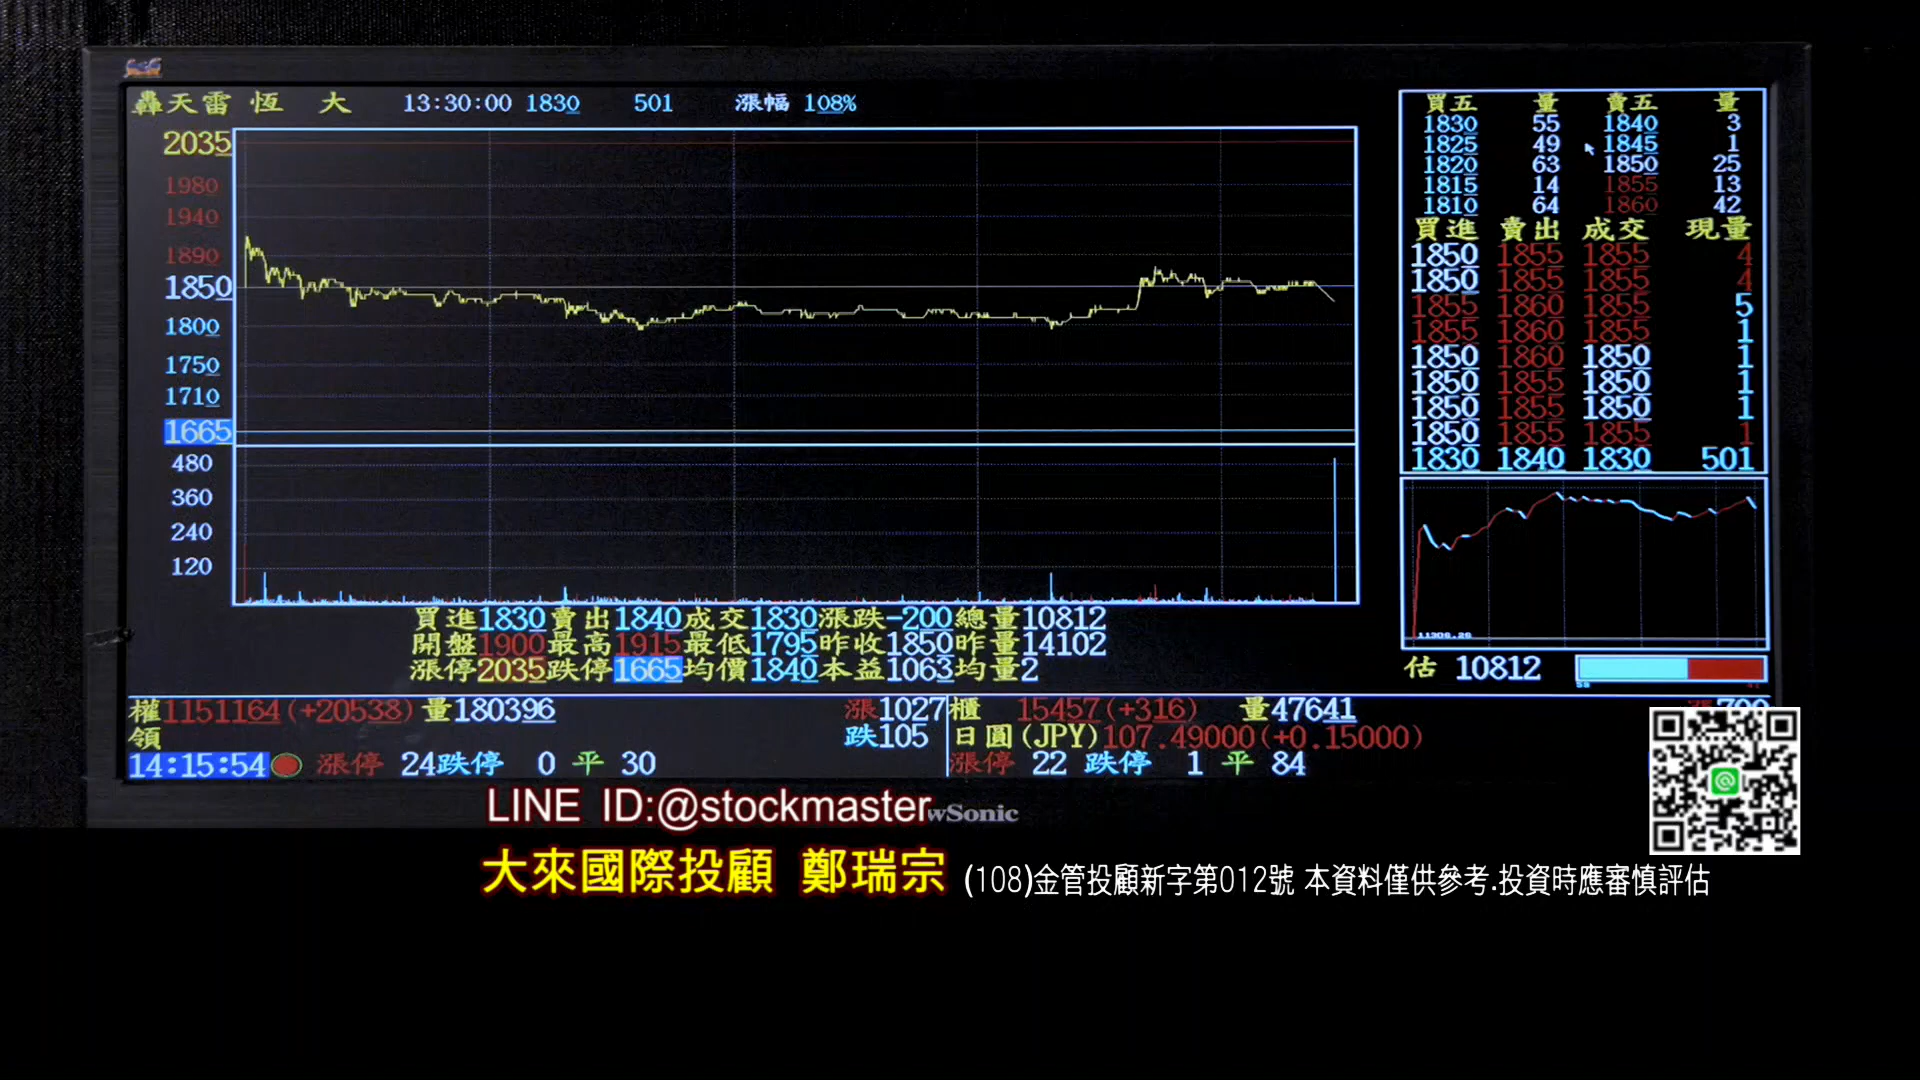 轟天雷 恆 大 13:30:00 1830 501 漲幅 108%
2035
1980
1940
1890
1850
1800
1750
1710
1665
480
360
240
120
買五 量 賣五 量
1830 55 1840 3
1825 49 1845 1
1820 63 1850 25
1815 14 1855 13
1810 64 1860 42
買進 賣出 成交 現量
1850 1855 1855 4
1850 1855 1855 4
1855 1860 1855 5
1855 1860 1855 1
1850 1860 1850 1
1850 1855 1850 1
1850 1855 1850 1
1850 1855 1855 1
1830 1840 1830 501
估 10812
買進1830賣出1840成交1830漲跌-200總量10812
開盤1900最高1915最低1795昨收1850昨量14102
漲停2035跌停1665均價1840本益1063均量2
權1151164(+20538) 量180396 漲1027
領 跌105
14:15:54 漲停 24跌停 0 平 30
櫃 15457(+316) 量47641
日圓(JPY)107.49000(+0.15000)
漲停 22 跌停 1 平 84
LINE ID:@stockmaster
wSonic
大來國際投顧 鄭瑞宗 (108)金管投顧新字第012號 本資料僅供參考.投資時應審慎評估